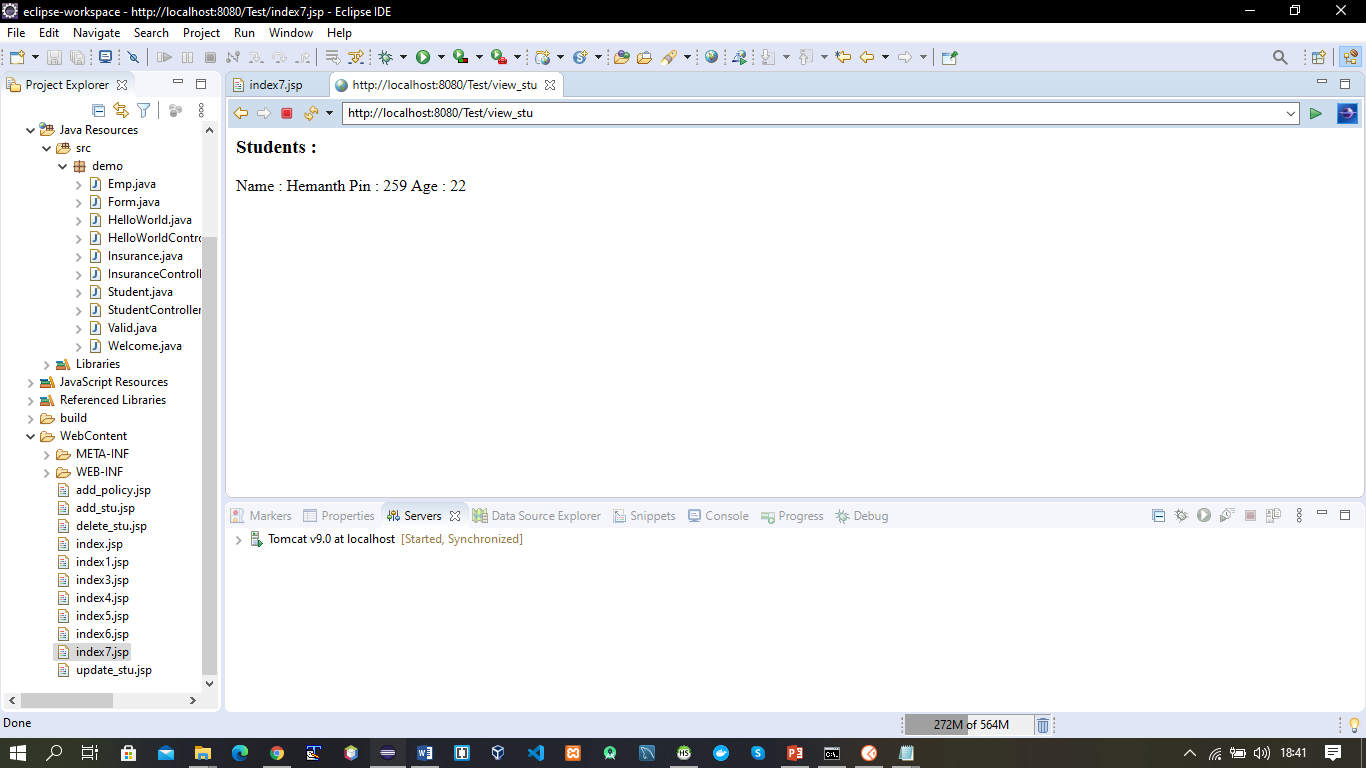 eclipse-workspace - http://localhost:8080/Test/index7.jsp - Eclipse IDE
File Edit Navigate Search Project Run Window Help
Project Explorer
index7.jsp
http://localhost:8080/Test/view_stu
http://localhost:8080/Test/view_stu
Java Resources
src
demo
Emp.java
Form.java
HelloWorld.java
HelloWorldContro
Insurance.java
InsuranceControll
Student.java
StudentController
Valid.java
Welcome.java
Libraries
JavaScript Resources
Referenced Libraries
build
WebContent
META-INF
WEB-INF
add_policy.jsp
add_stu.jsp
delete_stu.jsp
index.jsp
index1.jsp
index3.jsp
index4.jsp
index5.jsp
index6.jsp
index7.jsp
update_stu.jsp
Students :
Name : Hemanth Pin : 259 Age : 22
Markers Properties Servers Data Source Explorer Snippets Console Progress Debug
Tomcat v9.0 at localhost [Started, Synchronized]
Done
272M of 564M
18:41